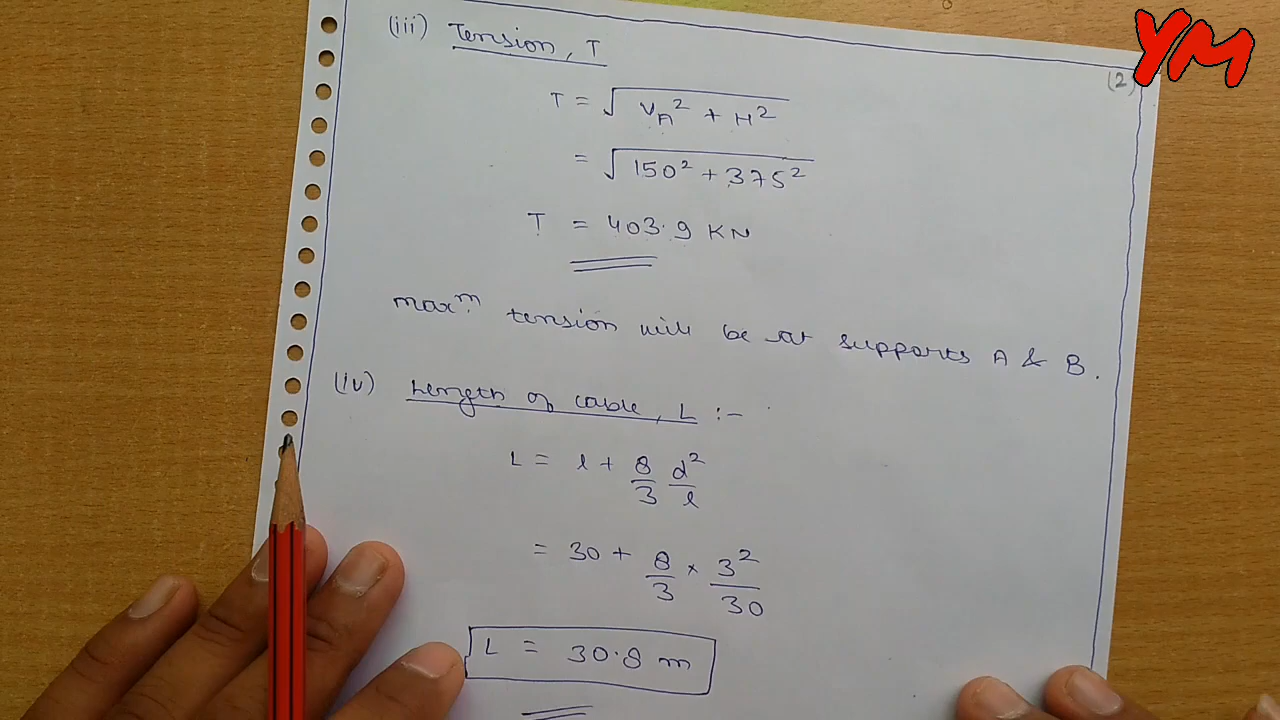 YM
(2)
(iii) Tension, T
T = √(V_A² + H²)
= √(150² + 375²)
T = 403.9 KN
maxᵐ. tension will be at supports A & B.
(iv) Length of cable, L :-
L = l + 8/3 d²/l
= 30 + 8/3 × 3²/30
L = 30.8 m